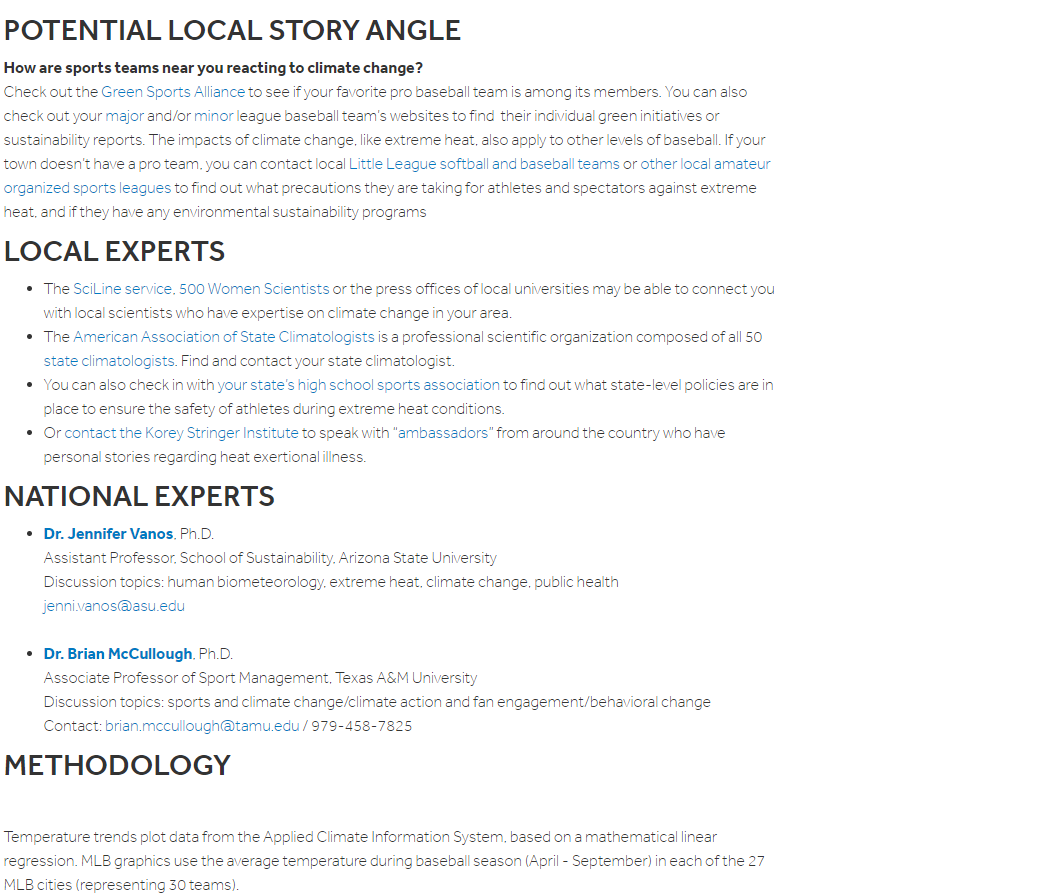 POTENTIAL LOCAL STORY ANGLE
How are sports teams near you reacting to climate change?
Check out the Green Sports Alliance to see if your favorite pro baseball team is among its members. You can also
check out your major and/or minor league baseball team's websites to find  their individual green initiatives or
sustainability reports. The impacts of climate change, like extreme heat, also apply to other levels of baseball. If your
town doesn't have a pro team, you can contact local Little League softball and baseball teams or other local amateur
organized sports leagues to find out what precautions they are taking for athletes and spectators against extreme
heat, and if they have any environmental sustainability programs
LOCAL EXPERTS
• The SciLine service, 500 Women Scientists or the press offices of local universities may be able to connect you
with local scientists who have expertise on climate change in your area.
• The American Association of State Climatologists is a professional scientific organization composed of all 50
state climatologists. Find and contact your state climatologist.
• You can also check in with your state's high school sports association to find out what state-level policies are in
place to ensure the safety of athletes during extreme heat conditions.
• Or contact the Korey Stringer Institute to speak with "ambassadors" from around the country who have
personal stories regarding heat exertional illness.
NATIONAL EXPERTS
• Dr. Jennifer Vanos, Ph.D.
Assistant Professor, School of Sustainability, Arizona State University
Discussion topics: human biometeorology, extreme heat, climate change, public health
jenni.vanos@asu.edu
• Dr. Brian McCullough, Ph.D.
Associate Professor of Sport Management, Texas A&M University
Discussion topics: sports and climate change/climate action and fan engagement/behavioral change
Contact: brian.mccullough@tamu.edu / 979-458-7825
METHODOLOGY
Temperature trends plot data from the Applied Climate Information System, based on a mathematical linear
regression. MLB graphics use the average temperature during baseball season (April - September) in each of the 27
MLB cities (representing 30 teams).